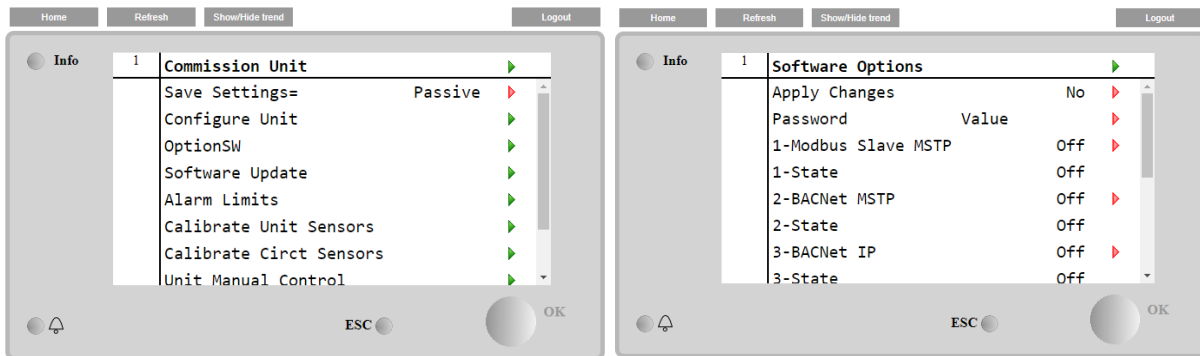 Home Refresh Show/Hide trend Logout
Info
1 Commission Unit
Save Settings= Passive
Configure Unit
OptionSW
Software Update
Alarm Limits
Calibrate Unit Sensors
Calibrate Circt Sensors
Unit Manual Control
ESC OK
Home Refresh Show/Hide trend Logout
Info
1 Software Options
Apply Changes No
Password Value
1-Modbus Slave MSTP Off
1-State Off
2-BACNet MSTP Off
2-State Off
3-BACNet IP Off
3-State Off
ESC OK